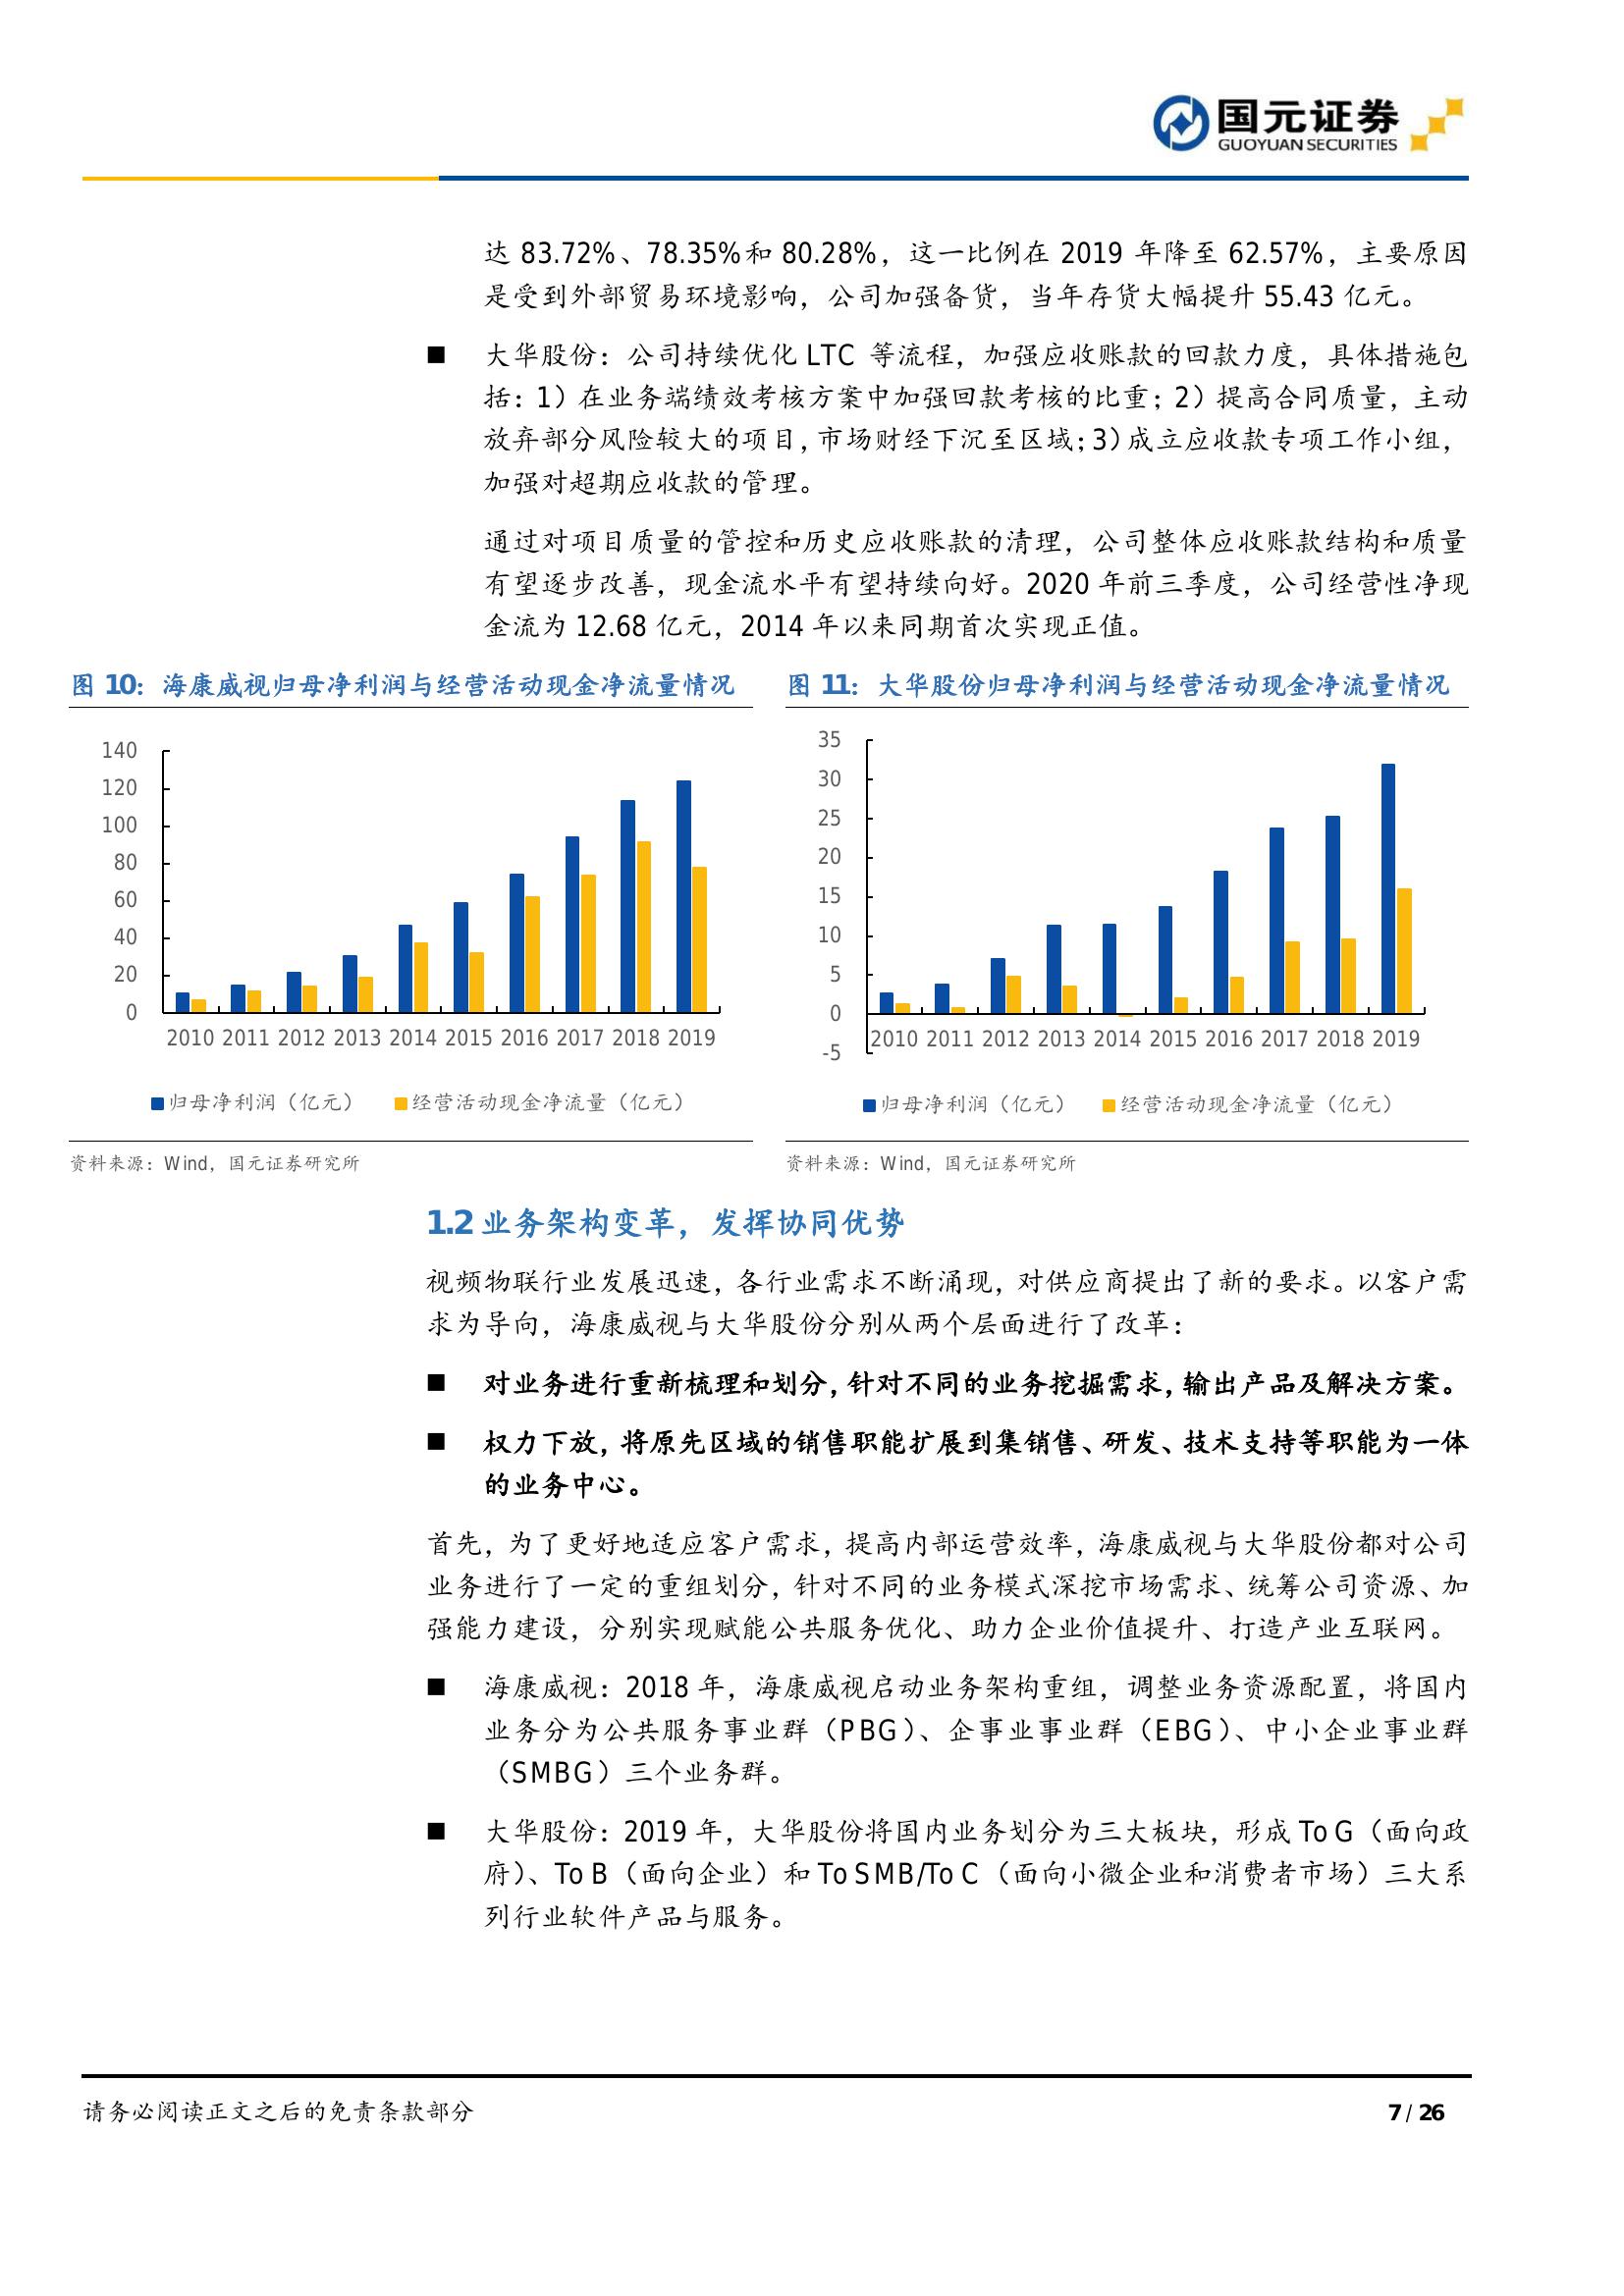 国元证券
GUOYUAN SECURITIES
达 83.72%、78.35%和 80.28%，这一比例在 2019 年降至 62.57%，主要原因
是受到外部贸易环境影响，公司加强备货，当年存货大幅提升 55.43 亿元。
■ 大华股份：公司持续优化 LTC 等流程，加强应收账款的回款力度，具体措施包
括：1）在业务端绩效考核方案中加强回款考核的比重；2）提高合同质量，主动
放弃部分风险较大的项目，市场财经下沉至区域；3）成立应收款专项工作小组，
加强对超期应收款的管理。
通过对项目质量的管控和历史应收账款的清理，公司整体应收账款结构和质量
有望逐步改善，现金流水平有望持续向好。2020 年前三季度，公司经营性净现
金流为 12.68 亿元，2014 年以来同期首次实现正值。
图 10：海康威视归母净利润与经营活动现金净流量情况
140
120
100
80
60
40
20
0
2010 2011 2012 2013 2014 2015 2016 2017 2018 2019
归母净利润（亿元） 经营活动现金净流量（亿元）
资料来源：Wind，国元证券研究所
图 11：大华股份归母净利润与经营活动现金净流量情况
35
30
25
20
15
10
5
0
-5
2010 2011 2012 2013 2014 2015 2016 2017 2018 2019
归母净利润（亿元） 经营活动现金净流量（亿元）
资料来源：Wind，国元证券研究所
1.2 业务架构变革，发挥协同优势
视频物联行业发展迅速，各行业需求不断涌现，对供应商提出了新的要求。以客户需
求为导向，海康威视与大华股份分别从两个层面进行了改革：
■ 对业务进行重新梳理和划分，针对不同的业务挖掘需求，输出产品及解决方案。
■ 权力下放，将原先区域的销售职能扩展到集销售、研发、技术支持等职能为一体
的业务中心。
首先，为了更好地适应客户需求，提高内部运营效率，海康威视与大华股份都对公司
业务进行了一定的重组划分，针对不同的业务模式深挖市场需求、统筹公司资源、加
强能力建设，分别实现赋能公共服务优化、助力企业价值提升、打造产业互联网。
■ 海康威视：2018 年，海康威视启动业务架构重组，调整业务资源配置，将国内
业务分为公共服务事业群（PBG）、企事业事业群（EBG）、中小企业事业群
（SMBG）三个业务群。
■ 大华股份：2019 年，大华股份将国内业务划分为三大板块，形成 To G（面向政
府）、To B（面向企业）和 To SMB/To C（面向小微企业和消费者市场）三大系
列行业软件产品与服务。
请务必阅读正文之后的免责条款部分
7 / 26